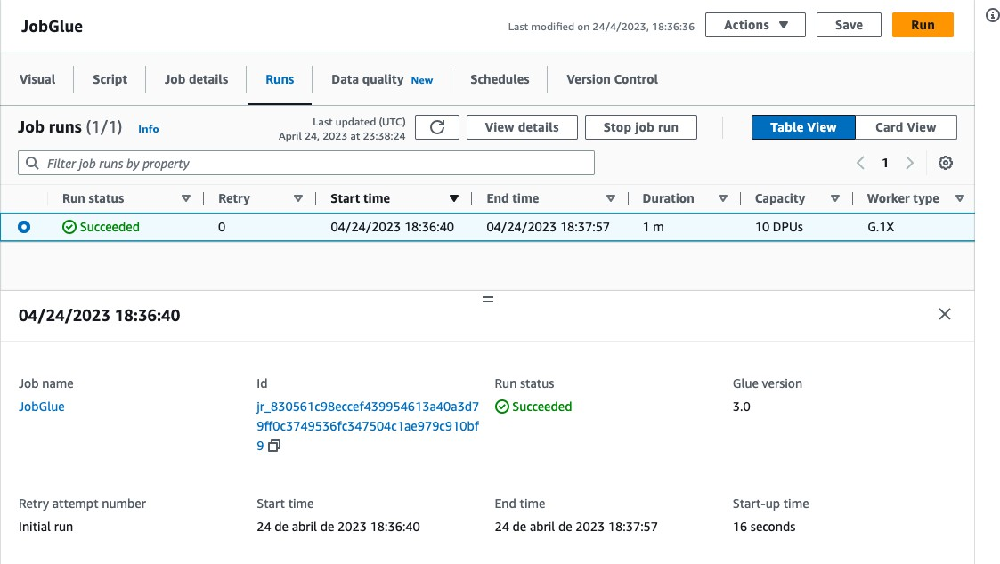 JobGlue
Last modified on 24/4/2023, 18:36:36
Actions
Save
Run
Visual
Script
Job details
Runs
Data quality New
Schedules
Version Control
Job runs (1/1) Info
Last updated (UTC)
April 24, 2023 at 23:38:24
View details
Stop job run
Table View
Card View
Filter job runs by property
1
Run status Retry Start time End time Duration Capacity Worker type
Succeeded 0 04/24/2023 18:36:40 04/24/2023 18:37:57 1 m 10 DPUs G.1X
04/24/2023 18:36:40
Job name
JobGlue
Id
jr_830561c98eccef439954613a40a3d7
9ff0c3749536fc347504c1ae979c910bf
9
Run status
Succeeded
Glue version
3.0
Retry attempt number
Initial run
Start time
24 de abril de 2023 18:36:40
End time
24 de abril de 2023 18:37:57
Start-up time
16 seconds